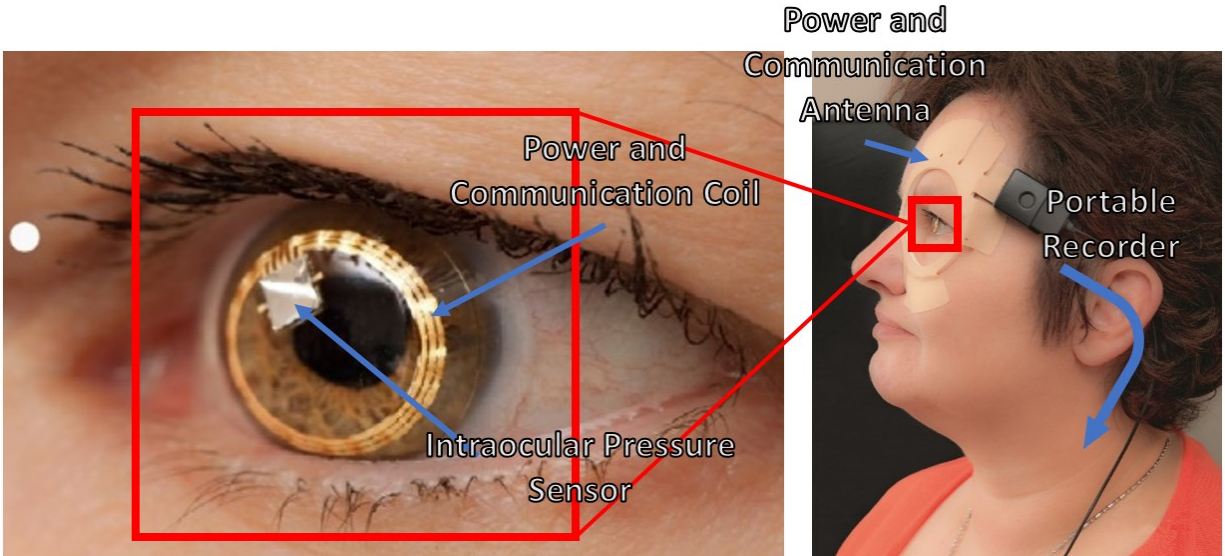 Power and
Communication
Antenna
Power and
Communication Coil
Portable
Recorder
Intraocular Pressure
Sensor